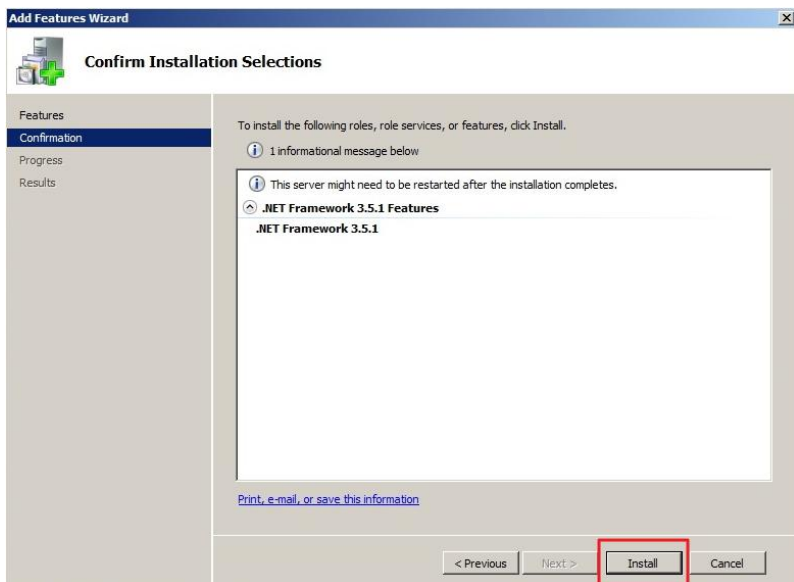 Add Features Wizard
Confirm Installation Selections
Features
Confirmation
Progress
Results
To install the following roles, role services, or features, click Install.
1 informational message below
This server might need to be restarted after the installation completes.
.NET Framework 3.5.1 Features
.NET Framework 3.5.1
Print, e-mail, or save this information
< Previous
Next >
Install
Cancel